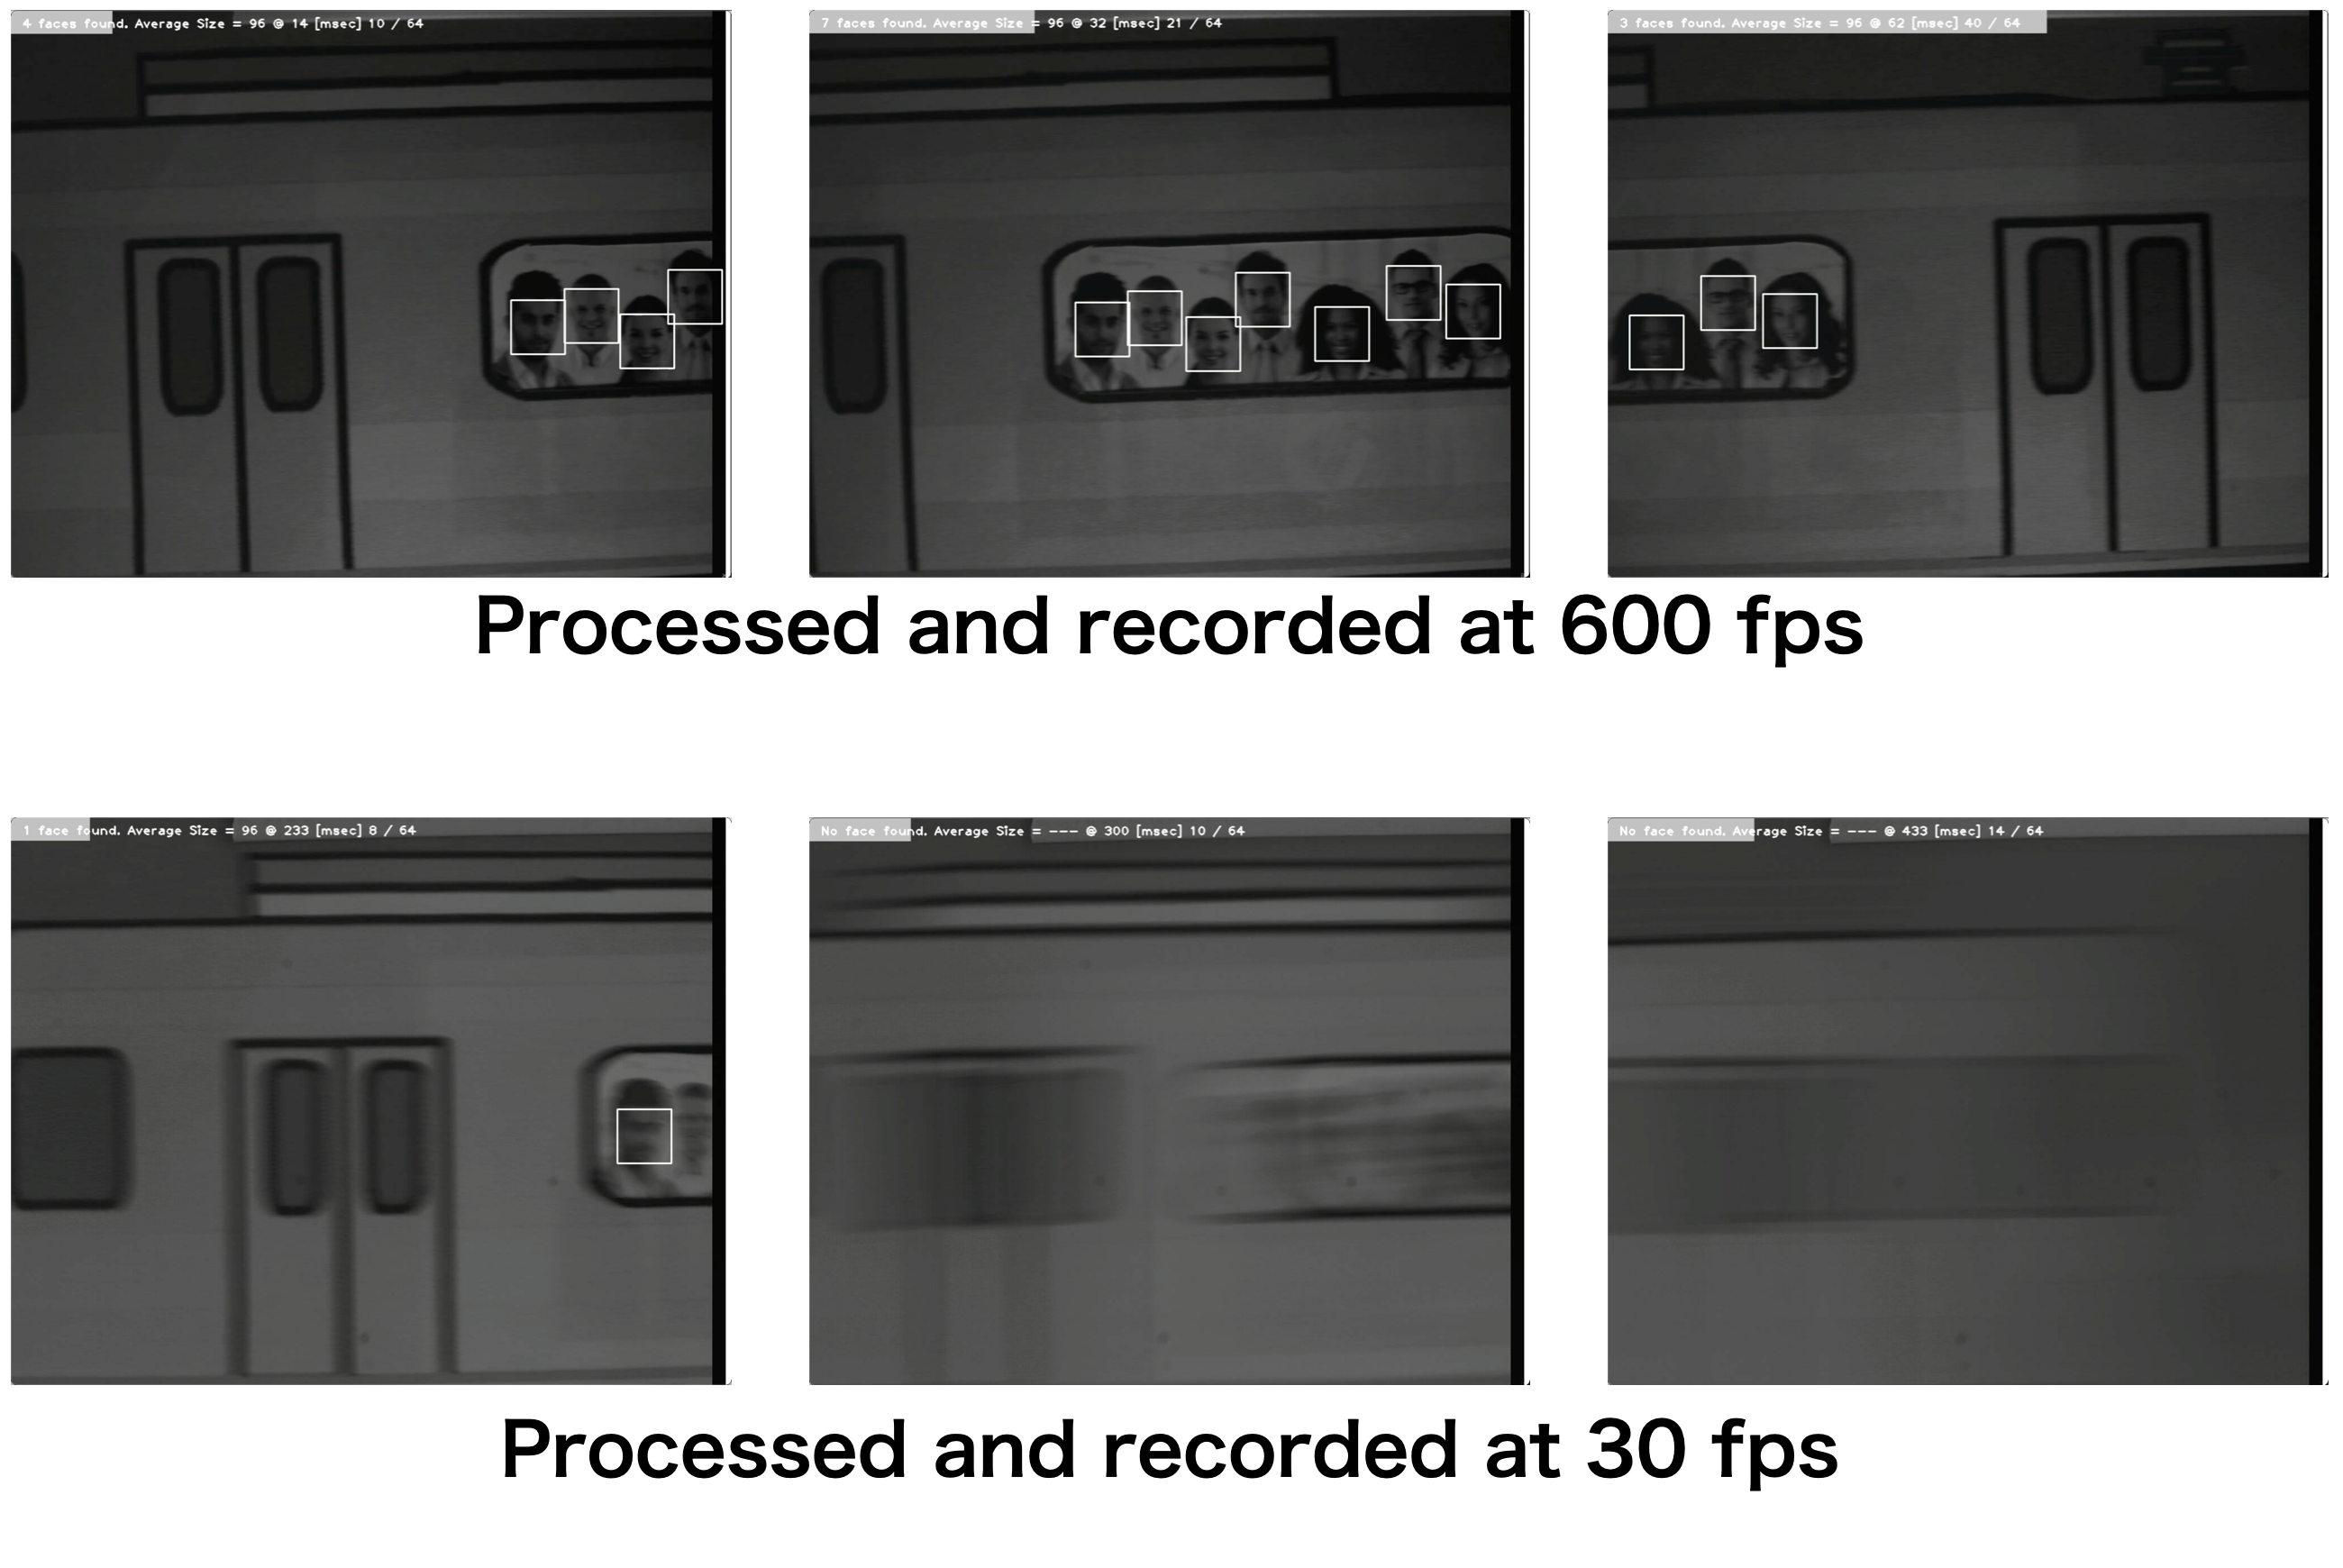 4 faces found. Average Size = 96 @ 14 [msec] 10 / 64
7 faces found. Average Size = 96 @ 32 [msec] 21 / 64
3 faces found. Average Size = 96 @ 62 [msec] 40 / 64
Processed and recorded at 600 fps
1 face found. Average Size = 96 @ 233 [msec] 8 / 64
No face found. Average Size = --- @ 300 [msec] 10 / 64
No face found. Average Size = --- @ 433 [msec] 14 / 64
Processed and recorded at 30 fps